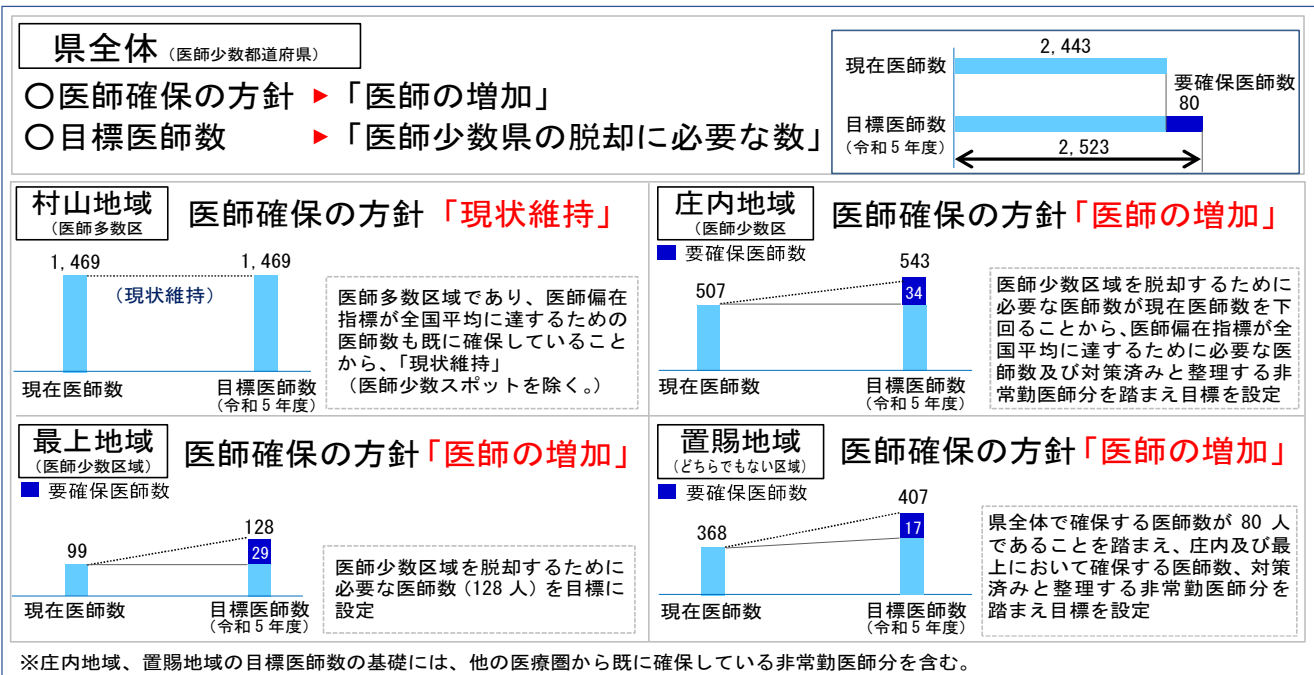 県全体（医師少数都道府県）
〇医師確保の方針 ▶「医師の増加」
〇目標医師数 ▶「医師少数県の脱却に必要な数」
2,443
現在医師数
要確保医師数
80
目標医師数
（令和５年度）
2,523
村山地域
（医師多数区
医師確保の方針「現状維持」
1,469 1,469
（現状維持）
現在医師数 目標医師数
（令和５年度）
医師多数区域であり、医師偏在
指標が全国平均に達するための
医師数も既に確保していること
から、「現状維持」
（医師少数スポットを除く。）
庄内地域
（医師少数区
医師確保の方針「医師の増加」
要確保医師数
507
543
34
現在医師数 目標医師数
（令和５年度）
医師少数区域を脱却するために
必要な医師数が現在医師数を下
回ることから、医師偏在指標が全
国平均に達するために必要な医
師数及び対策済みと整理する非
常勤医師分を踏まえ目標を設定
最上地域
（医師少数区域）
医師確保の方針「医師の増加」
要確保医師数
99
128
29
現在医師数 目標医師数
（令和５年度）
医師少数区域を脱却するために
必要な医師数（128 人）を目標に
設定
置賜地域
（どちらでもない区域）
医師確保の方針「医師の増加」
要確保医師数
368
407
17
現在医師数 目標医師数
（令和５年度）
県全体で確保する医師数が 80 人
であることを踏まえ、庄内及び最
上において確保する医師数、対策
済みと整理する非常勤医師分を
踏まえ目標を設定
※庄内地域、置賜地域の目標医師数の基礎には、他の医療圏から既に確保している非常勤医師分を含む。